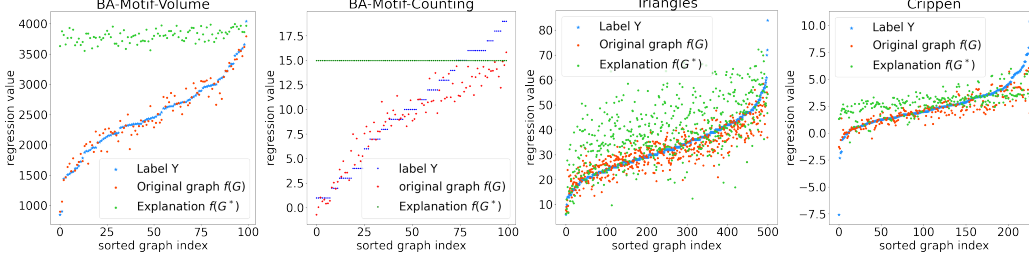 BA-Motif-Volume
4000
3500
3000
2500
2000
1500
1000
regression value
Label Y
Original graph f(G)
Explanation f(G*)
0 25 50 75 100
sorted graph index
BA-Motif-Counting
17.5
15.0
12.5
10.0
7.5
5.0
2.5
0.0
regression value
label Y
original graph f(G)
Explanation f(G*)
0 20 40 60 80 100
sorted graph index
Triangles
80
70
60
50
40
30
20
10
regression value
Label Y
Original graph f(G)
Explanation f(G*)
0 100 200 300 400 500
sorted graph index
Crippen
10.0
7.5
5.0
2.5
0.0
−2.5
−5.0
−7.5
regression value
Label Y
Original graph f(G)
Explanation f(G*)
0 100 200
sorted graph index